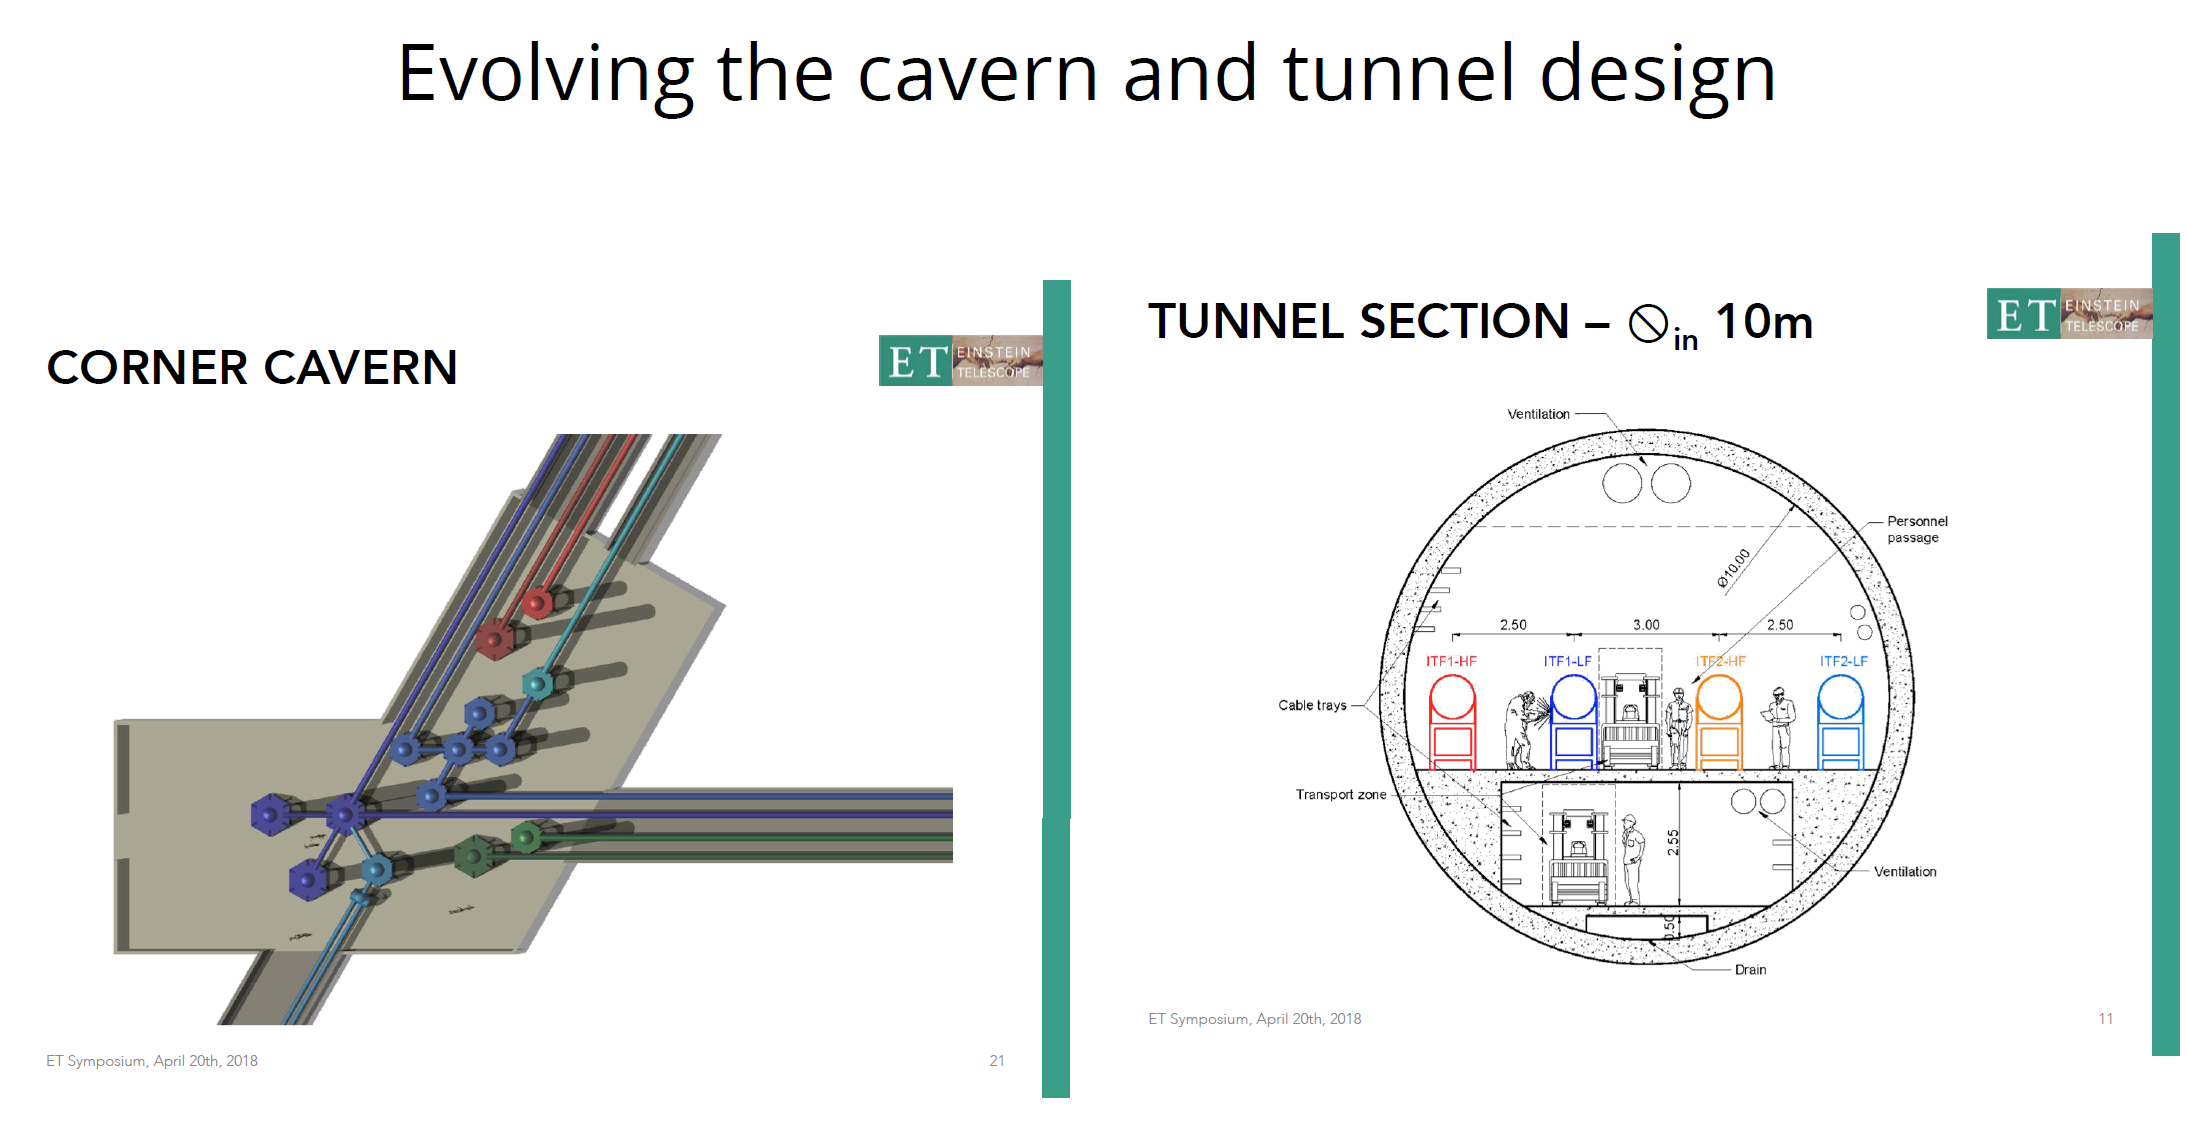 Evolving the cavern and tunnel design
CORNER CAVERN
ET EINSTEIN
TELESCOPE
ET Symposium, April 20th, 2018
21
TUNNEL SECTION – ⦰in 10m
ET EINSTEIN
TELESCOPE
Ventilation
Personnel
passage
Ø10.00
2.50
3.00
2.50
ITF1-HF
ITF1-LF
ITF2-HF
ITF2-LF
Cable trays
Transport zone
2.55
Ventilation
0.50
Drain
ET Symposium, April 20th, 2018
11